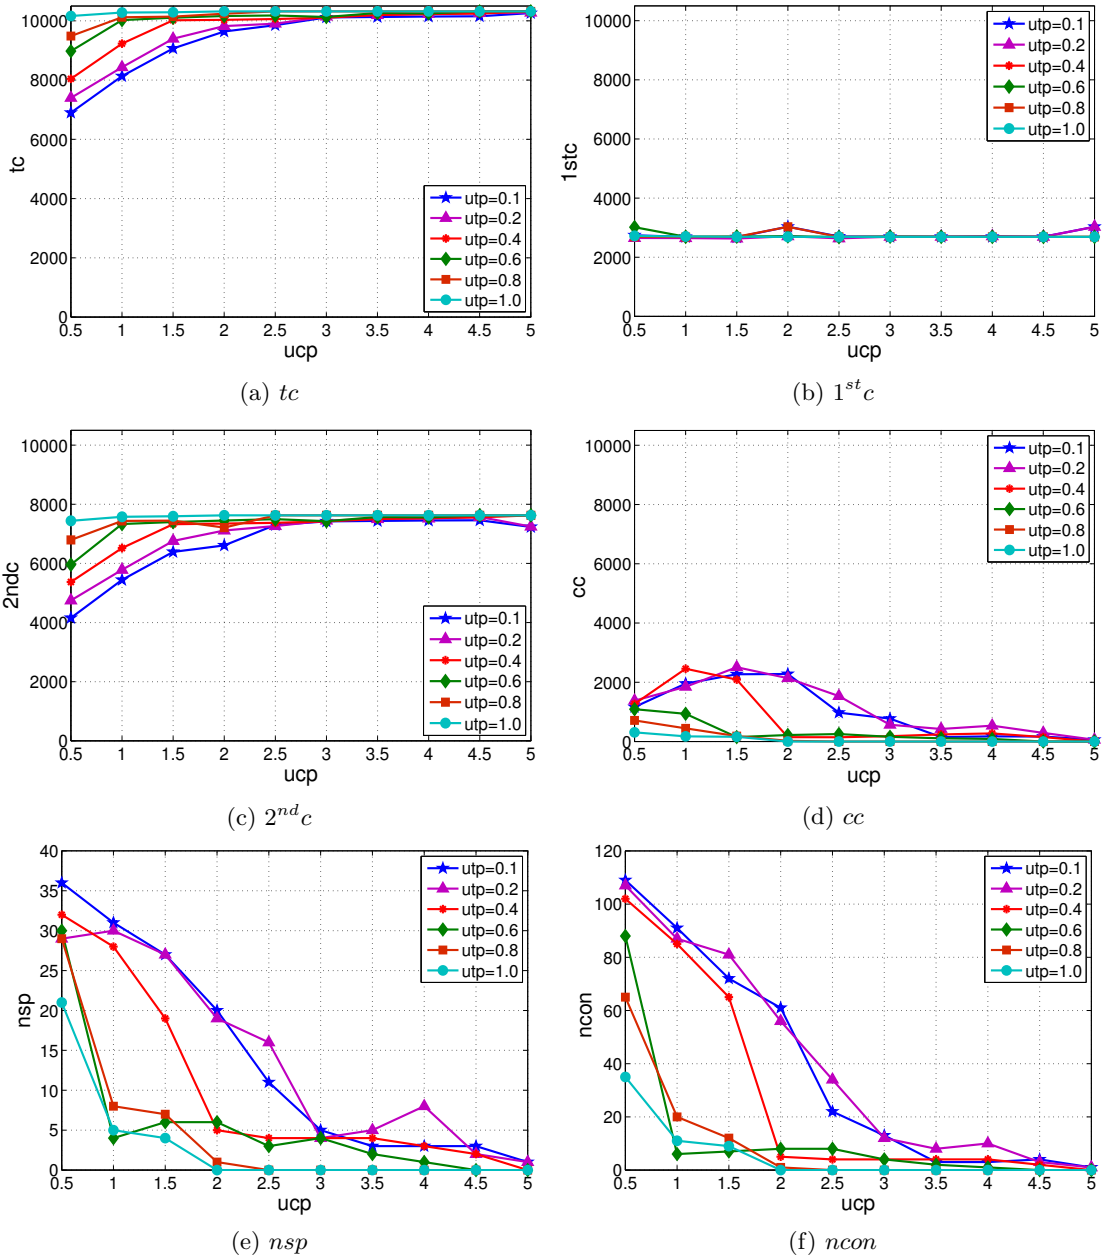 10000
8000
6000
4000
2000
0
tc
utp=0.1
utp=0.2
utp=0.4
utp=0.6
utp=0.8
utp=1.0
0.5 1 1.5 2 2.5 3 3.5 4 4.5 5
ucp
(a) tc
10000
8000
6000
4000
2000
0
1stc
utp=0.1
utp=0.2
utp=0.4
utp=0.6
utp=0.8
utp=1.0
0.5 1 1.5 2 2.5 3 3.5 4 4.5 5
ucp
(b) 1^{st}c
10000
8000
6000
4000
2000
0
2ndc
utp=0.1
utp=0.2
utp=0.4
utp=0.6
utp=0.8
utp=1.0
0.5 1 1.5 2 2.5 3 3.5 4 4.5 5
ucp
(c) 2^{nd}c
10000
8000
6000
4000
2000
0
cc
utp=0.1
utp=0.2
utp=0.4
utp=0.6
utp=0.8
utp=1.0
0.5 1 1.5 2 2.5 3 3.5 4 4.5 5
ucp
(d) cc
40
35
30
25
20
15
10
5
0
nsp
utp=0.1
utp=0.2
utp=0.4
utp=0.6
utp=0.8
utp=1.0
0.5 1 1.5 2 2.5 3 3.5 4 4.5 5
ucp
(e) nsp
120
100
80
60
40
20
0
ncon
utp=0.1
utp=0.2
utp=0.4
utp=0.6
utp=0.8
utp=1.0
0.5 1 1.5 2 2.5 3 3.5 4 4.5 5
ucp
(f) ncon